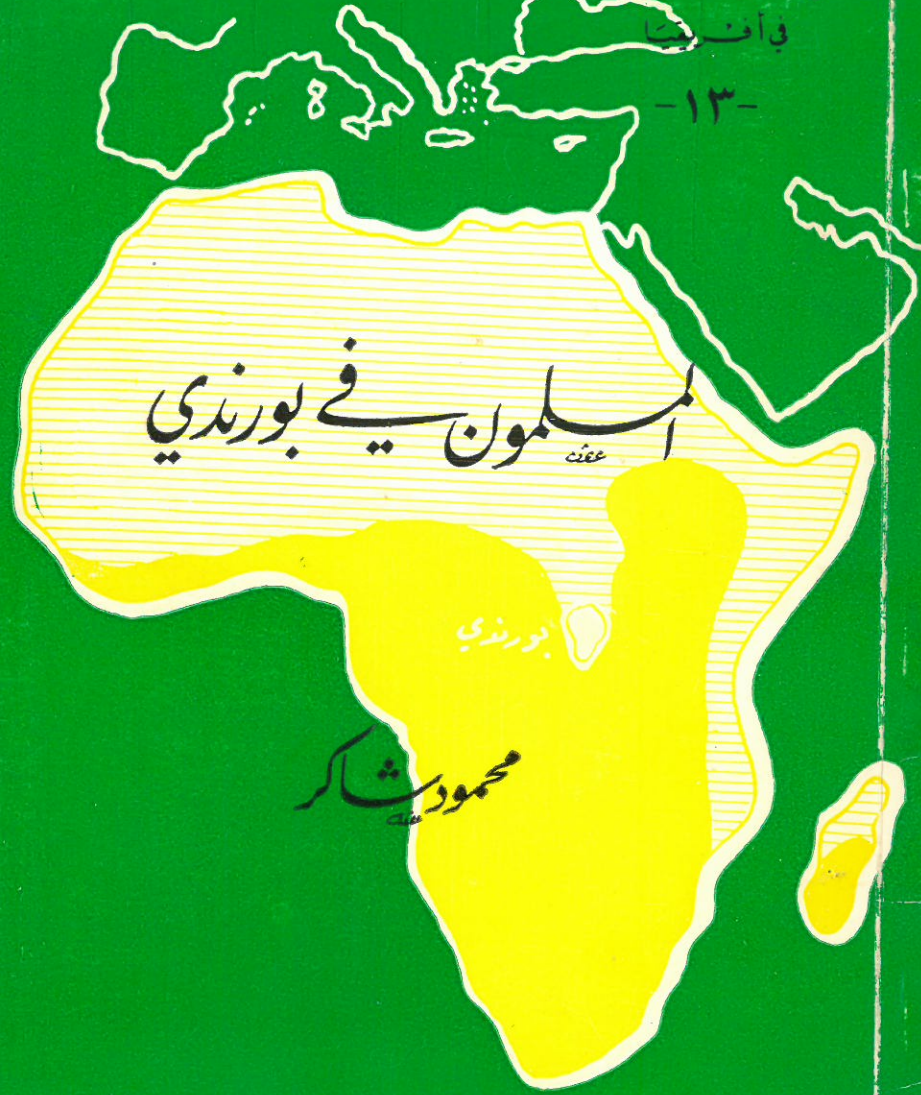 في أفريقيا
-١٣-
المسلمون في بورندي
بورندي
محمود شاكر